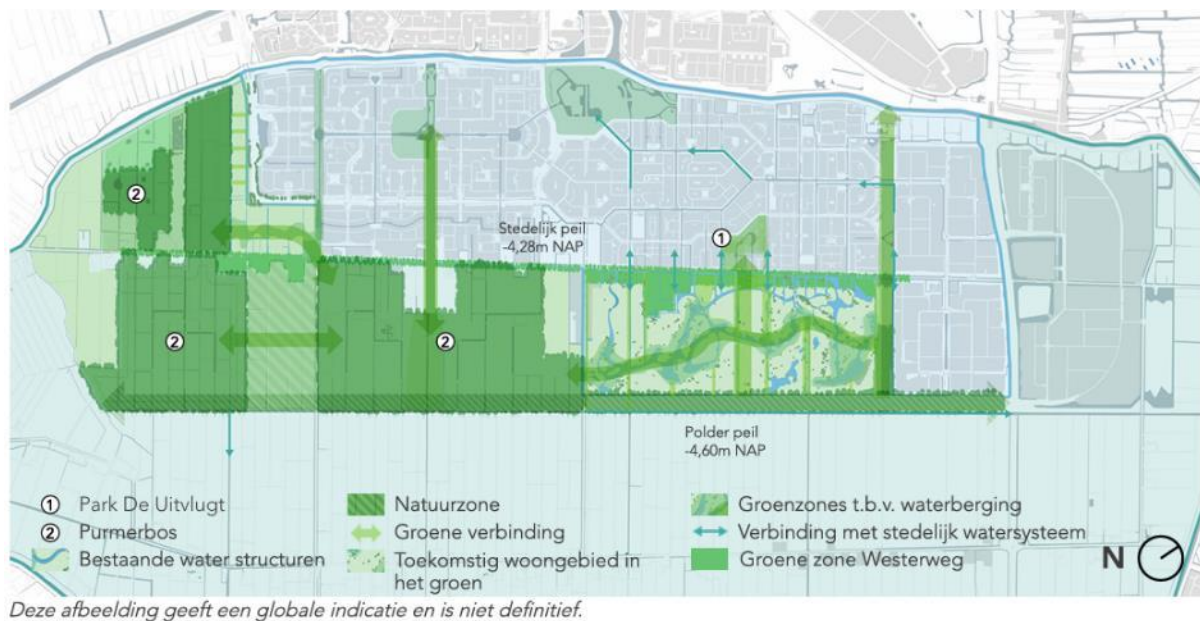 ②
Stedelijk peil
-4,28m NAP
①
②
②
Polder peil
-4,60m NAP
① Park De Uitvlugt
② Purmerbos
Bestaande water structuren
Natuurzone
Groene verbinding
Toekomstig woongebied in
het groen
Groenzones t.b.v. waterberging
Verbinding met stedelijk watersysteem
Groene zone Westerweg
N
Deze afbeelding geeft een globale indicatie en is niet definitief.